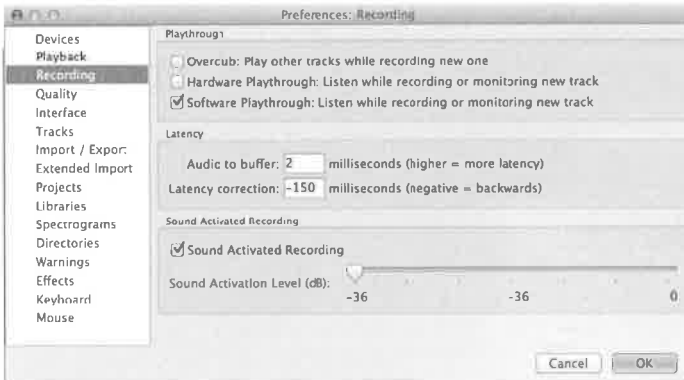 Preferences: Recording
Devices
Playback
Recording
Quality
Interface
Tracks
Import / Export
Extended Import
Projects
Libraries
Spectrograms
Directories
Warnings
Effects
Keyboard
Mouse
Playthrough
Overcub: Play other tracks while recording new one
Hardware Playthrough: Listen while recording or monitoring new track
Software Playthrough: Listen while recording or monitoring new track
Latency
Audio to buffer: 2 milliseconds (higher = more latency)
Latency correction: -150 milliseconds (negative = backwards)
Sound Activated Recording
Sound Activated Recording
Sound Activation Level (dB):
-36 -36 0
Cancel OK